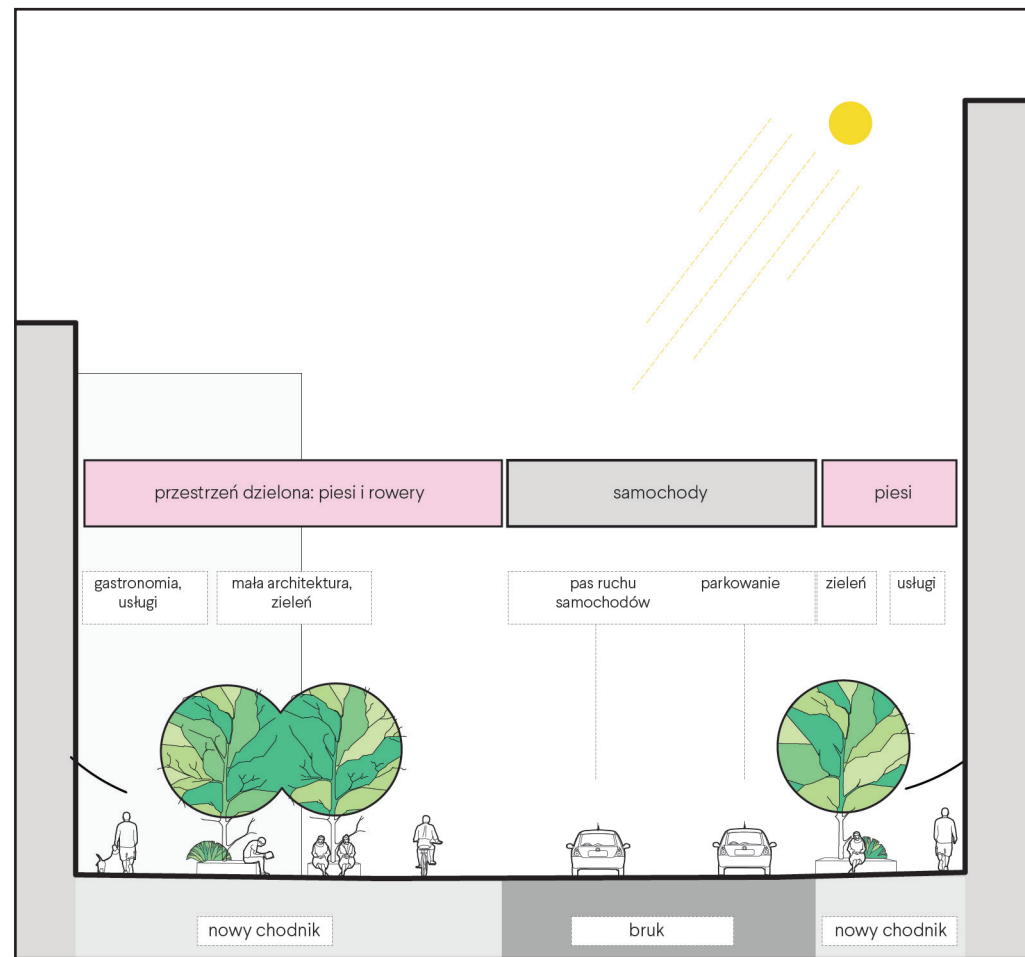 przestrzeń dzielona: piesi i rowery
samochody
piesi
gastronomia,
usługi
mała architektura,
zieleń
pas ruchu
samochodów
parkowanie
zieleń
usługi
nowy chodnik
bruk
nowy chodnik